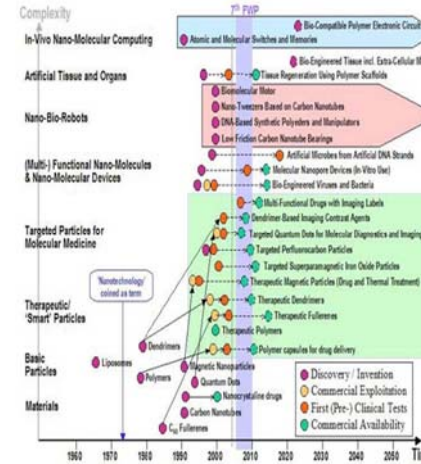 Complexity
7th FWP
Bio-Compatible Polymer Electronic Circuit
In-Vivo Nano-Molecular Computing
Atomic and Molecular Switches and Memories
Bio-Engineered Tissue incl. Extra-Cellular M
Artificial Tissue and Organs
Tissue Regeneration Using Polymer Scaffolds
Biomolecular Motor
Nano-Tweezers Based on Carbon Nanotubes
Nano-Bio-Robots
DNA-Based Synthetic Polyeders and Manipulators
Low Friction Carbon Nanotube Bearings
(Multi-) Functional Nano-Molecules
& Nano-Molecular Devices
Artificial Microbes from Artificial DNA Strands
Molecular Nanopore Devices (In-Vitro Use)
Bio-Engineered Viruses and Bacteria
Multi-Functional Drugs with Imaging Labels
Dendrimer-Based Imaging Contrast Agents
Targeted Particles for
Molecular Medicine
Targeted Quantum Dots for Molecular Diagnostics and Imaging
Targeted Perfluorocarbon Particles
Targeted Superparamagnetic Iron Oxide Particles
Therapeutic Magnetic Particles (Drug and Thermal Treatment)
'Nanotechnology'
coined as term
Therapeutic/
'Smart' Particles
Therapeutic Dendrimers
Therapeutic Fullerenes
Therapeutic Polymers
Dendrimers
Polymer capsules for drug delivery
Basic
Particles
Liposomes
Magnetic Nanoparticles
Polymers
Quantum Dots
Materials
Nanocrystaline drugs
Carbon Nanotubes
C60 Fullerenes
Discovery / Invention
Commercial Exploitation
First (Pre-) Clinical Tests
Commercial Availability
1960 1970 1980 1990 2000 2010 2020 2030 2040 2050 Ti